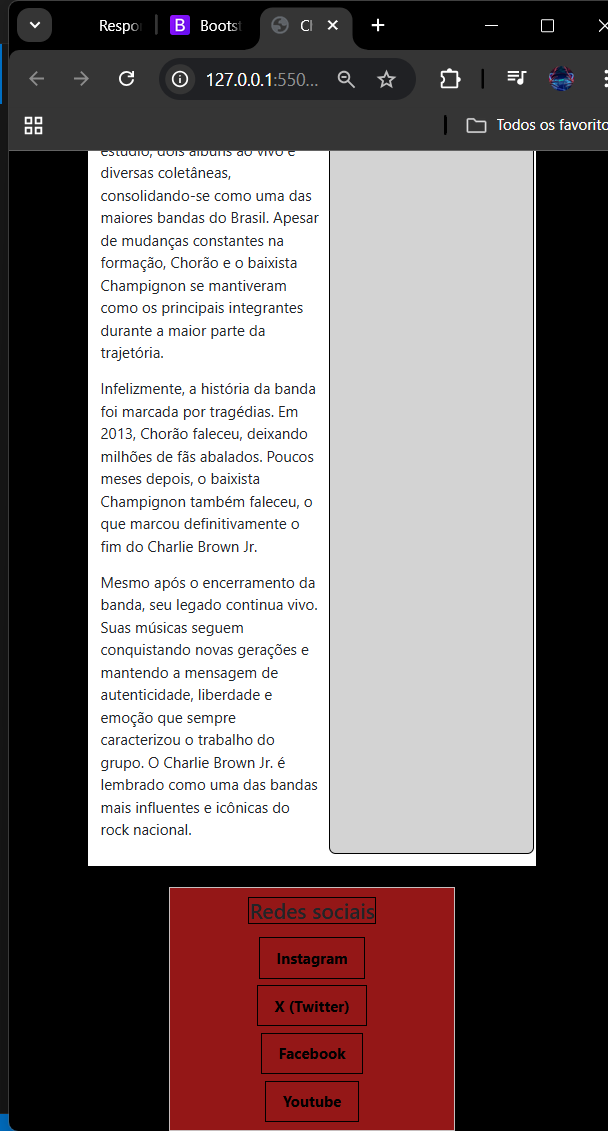 Respo
B
Boots
Cl
127.0.0.1:550...
Todos os favorito
estúdio, dois álbuns ao vivo e
diversas coletâneas,
consolidando-se como uma das
maiores bandas do Brasil. Apesar
de mudanças constantes na
formação, Chorão e o baixista
Champignon se mantiveram
como os principais integrantes
durante a maior parte da
trajetória.
Infelizmente, a história da banda
foi marcada por tragédias. Em
2013, Chorão faleceu, deixando
milhões de fãs abalados. Poucos
meses depois, o baixista
Champignon também faleceu, o
que marcou definitivamente o
fim do Charlie Brown Jr.
Mesmo após o encerramento da
banda, seu legado continua vivo.
Suas músicas seguem
conquistando novas gerações e
mantendo a mensagem de
autenticidade, liberdade e
emoção que sempre
caracterizou o trabalho do
grupo. O Charlie Brown Jr. é
lembrado como uma das bandas
mais influentes e icônicas do
rock nacional.
Redes sociais
Instagram
X (Twitter)
Facebook
Youtube